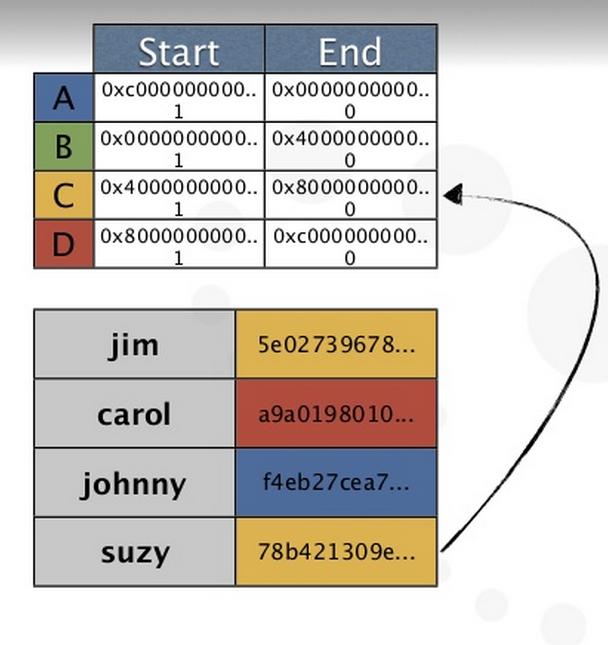 Start End
A 0xc000000000..1 0x0000000000..0
B 0x0000000000..1 0x4000000000..0
C 0x4000000000..1 0x8000000000..0
D 0x8000000000..1 0xc000000000..0
jim 5e02739678...
carol a9a0198010...
johnny f4eb27cea7...
suzy 78b421309e...